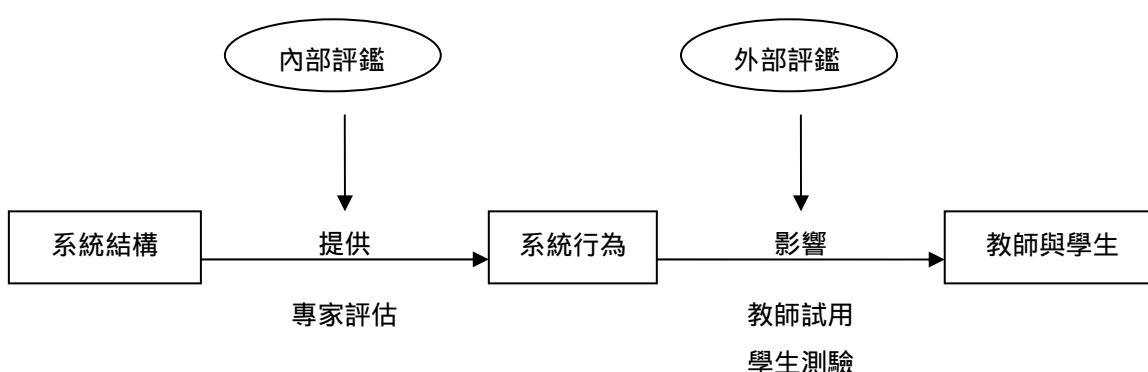 內部評鑑
外部評鑑
系統結構
提供
系統行為
影響
教師與學生
專家評估
教師試用
學生測驗